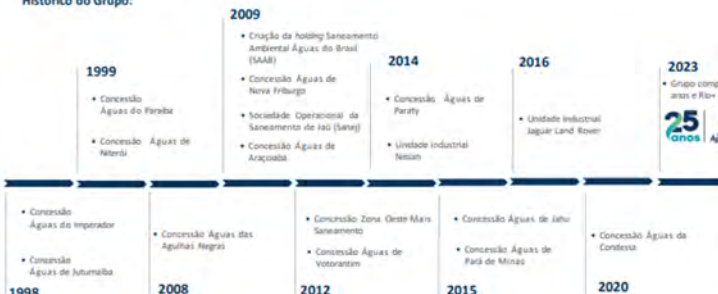 Histórico do Grupo:
2009
• Criação da holding Saneamento
Ambiental Águas do Brasil
(SAAB)
• Concessão Águas de
Nova Friburgo
• Sociedade Operacional da
Saneamento de Jaú (Sanej)
• Concessão Águas de
Araçoiaba
1999
• Concessão
Águas do Paraíba
• Concessão Águas de
Niterói
2014
• Concessão Águas de
Paraty
• Unidade Industrial
Nissan
2016
• Unidade Industrial
Jaguar Land Rover
2023
• Grupo comp
anos e Rio+
25
anos
• Concessão
Águas do Imperador
• Concessão
Águas de Juturnaíba
1998
• Concessão Águas das
Agulhas Negras
2008
• Concessão Zona Oeste Mais
Saneamento
• Concessão Águas de
Votorantim
2012
• Concessão Águas de Jahu
• Concessão Águas de
Pará de Minas
2015
• Concessão Águas da
Condessa
2020